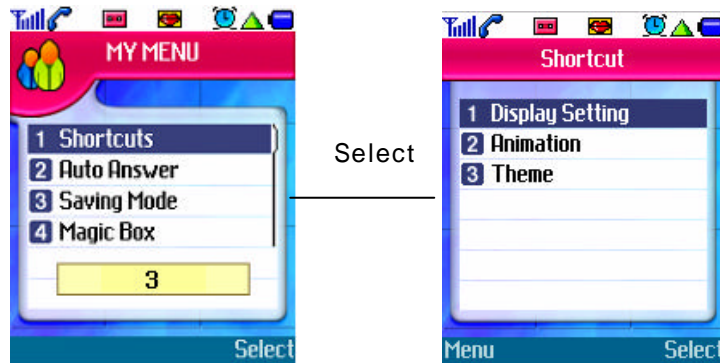 MY MENU
1 Shortcuts
2 Auto Answer
3 Saving Mode
4 Magic Box
3
Select
Select
Shortcut
1 Display Setting
2 Animation
3 Theme
Menu Select